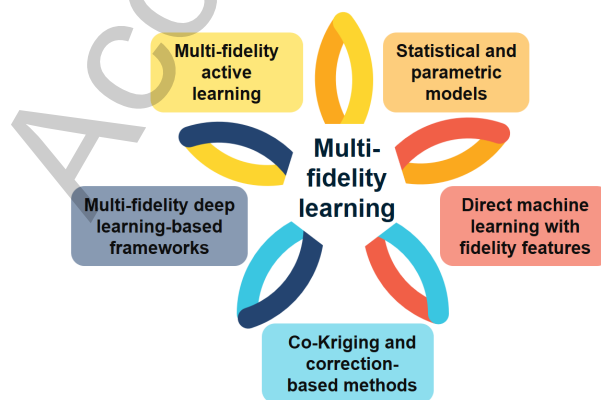 Multi-fidelity
active
learning
Statistical and
parametric
models
Multi-
fidelity
learning
Multi-fidelity deep
learning-based
frameworks
Direct machine
learning with
fidelity features
Co-Kriging and
correction-
based methods
Acc